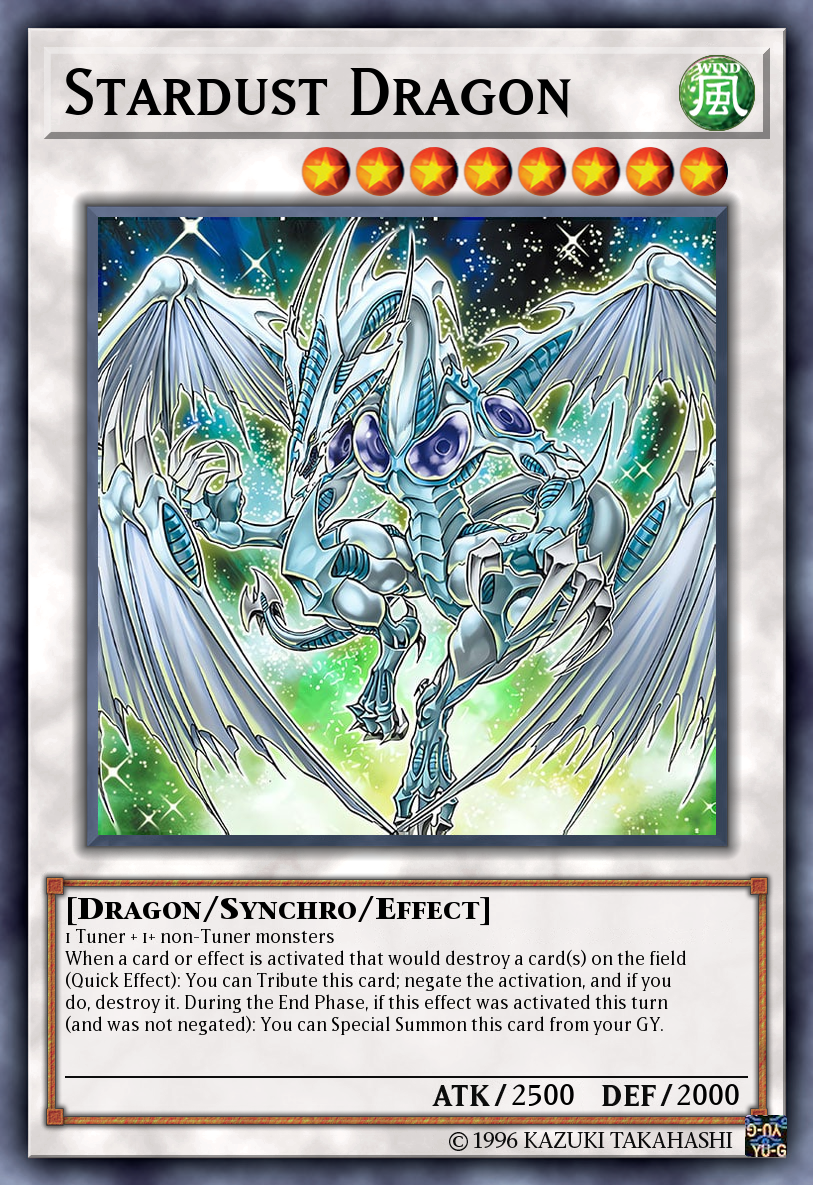 Stardust Dragon
WIND
風
[Dragon/Synchro/Effect]
1 Tuner + 1+ non-Tuner monsters
When a card or effect is activated that would destroy a card(s) on the field
(Quick Effect): You can Tribute this card; negate the activation, and if you
do, destroy it. During the End Phase, if this effect was activated this turn
(and was not negated): You can Special Summon this card from your GY.
ATK/2500 DEF/2000
© 1996 KAZUKI TAKAHASHI
YU-G
YU-G